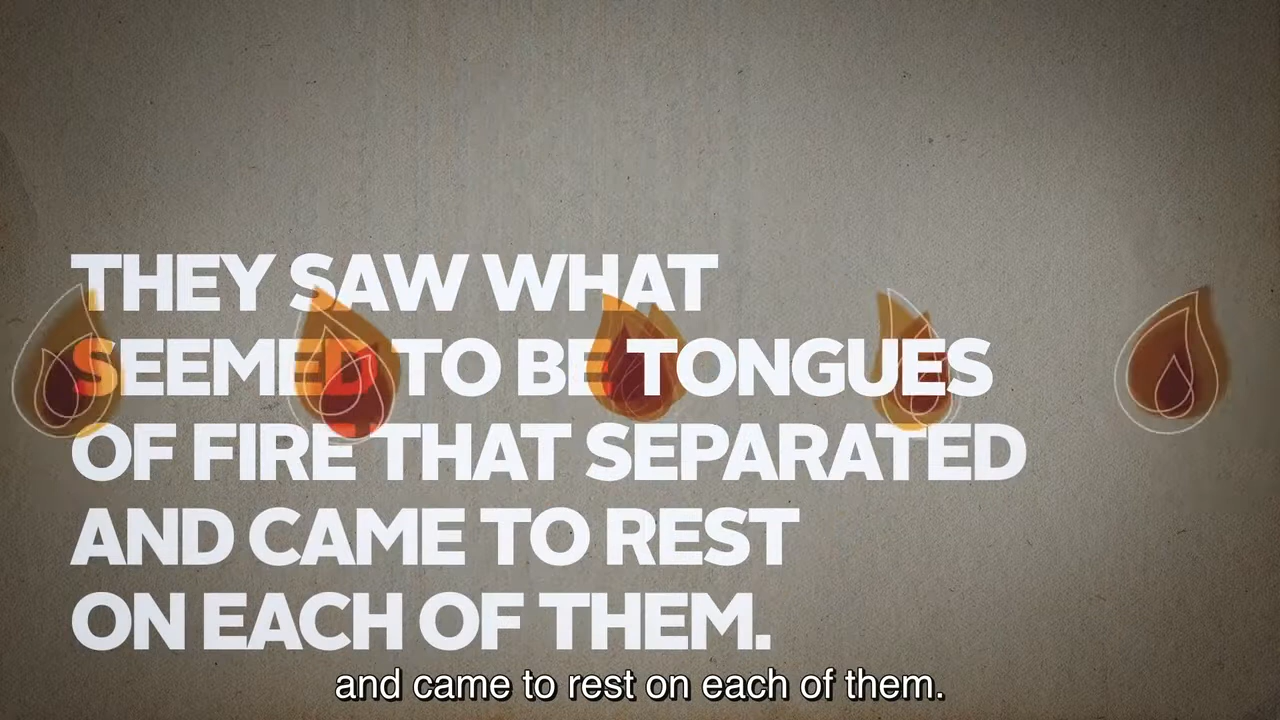 THEY SAW WHAT
SEEMED TO BE TONGUES
OF FIRE THAT SEPARATED
AND CAME TO REST
ON EACH OF THEM.
and came to rest on each of them.